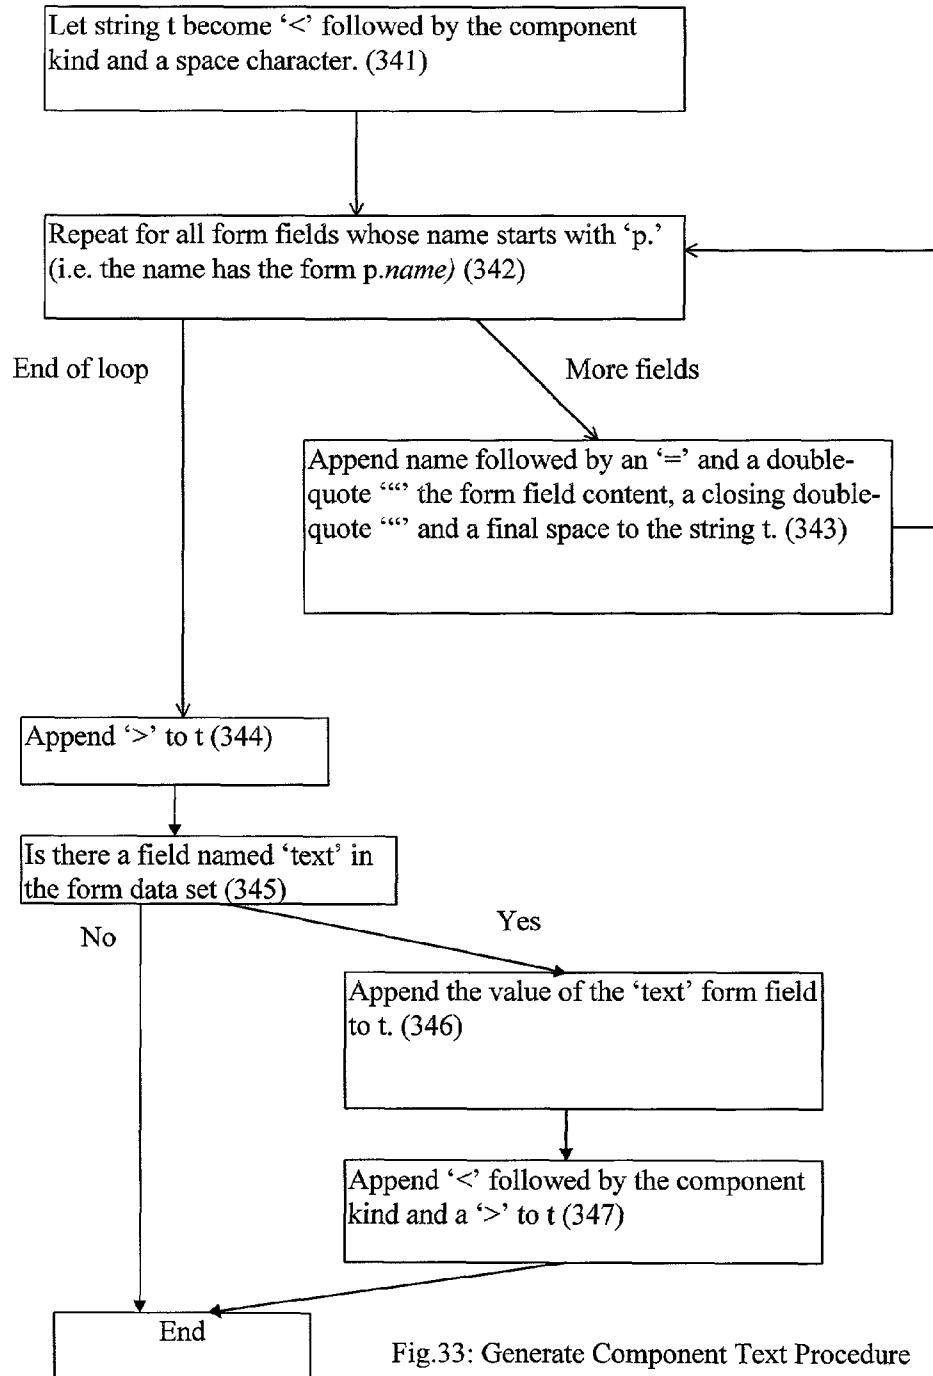 Let string t become ‘<’ followed by the component
kind and a space character. (341)
Repeat for all form fields whose name starts with ‘p.’
(i.e. the name has the form p.name) (342)
End of loop
More fields
Append name followed by an ‘=’ and a double-
quote ‘“’ the form field content, a closing double-
quote ‘“’ and a final space to the string t. (343)
Append ‘>’ to t (344)
Is there a field named ‘text’ in
the form data set (345)
No
Yes
Append the value of the ‘text’ form field
to t. (346)
Append ‘<’ followed by the component
kind and a ‘>’ to t (347)
End
Fig.33: Generate Component Text Procedure